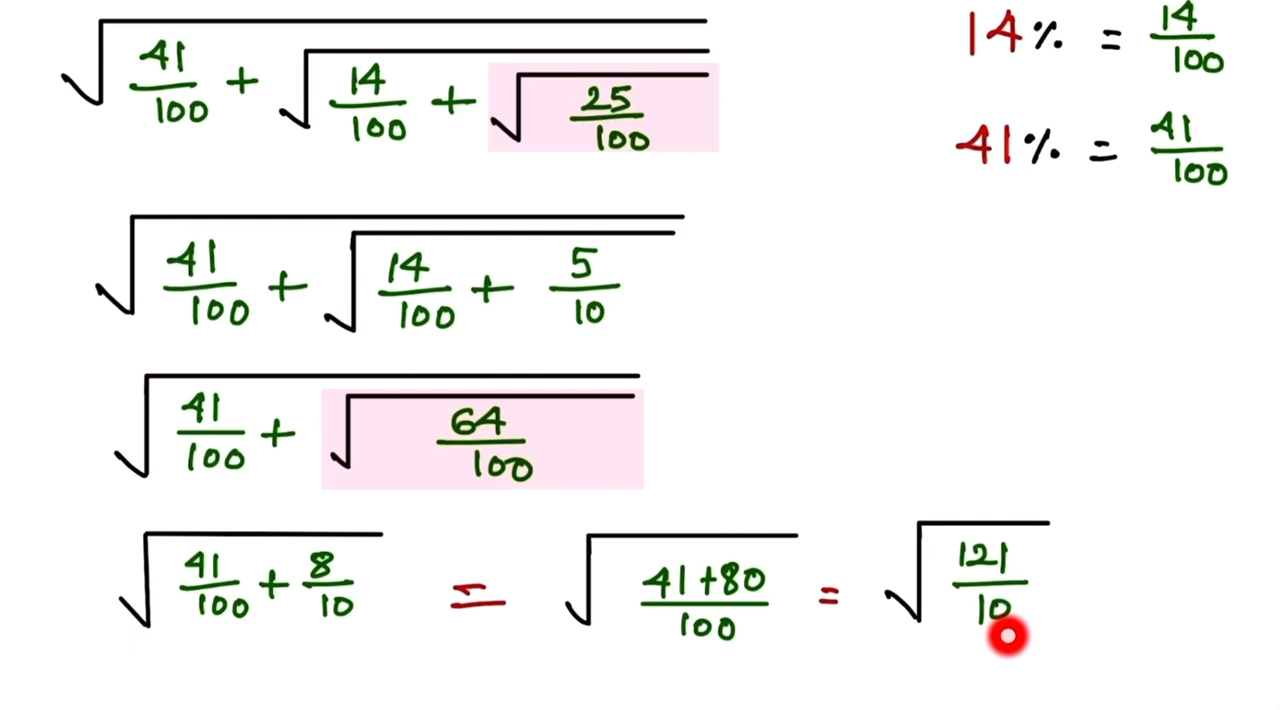 √(41/100 + √(14/100 + √(25/100)))
14% = 14/100
41% = 41/100
√(41/100 + √(14/100 + 5/10))
√(41/100 + √(64/100))
√(41/100 + 8/10) = √((41+80)/100) = √(121/10)